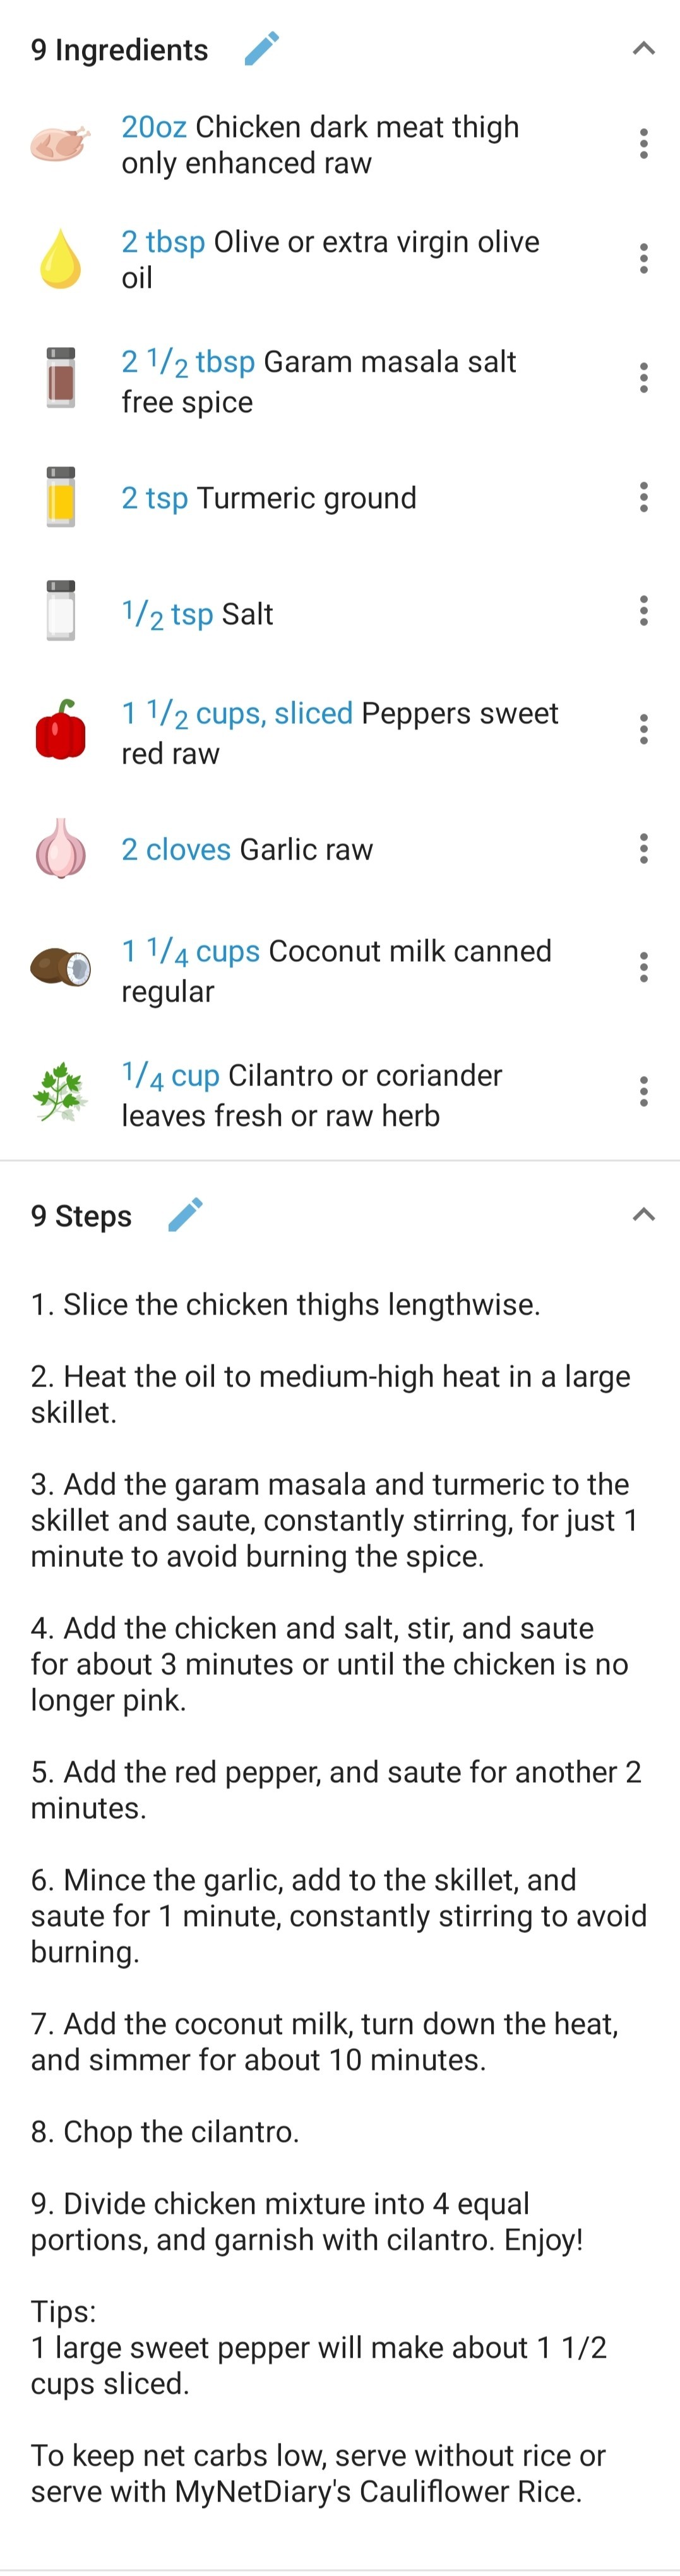 9 Ingredients
20oz Chicken dark meat thigh
only enhanced raw
2 tbsp Olive or extra virgin olive
oil
2 1/2 tbsp Garam masala salt
free spice
2 tsp Turmeric ground
1/2 tsp Salt
1 1/2 cups, sliced Peppers sweet
red raw
2 cloves Garlic raw
1 1/4 cups Coconut milk canned
regular
1/4 cup Cilantro or coriander
leaves fresh or raw herb
9 Steps
1. Slice the chicken thighs lengthwise.
2. Heat the oil to medium-high heat in a large
skillet.
3. Add the garam masala and turmeric to the
skillet and saute, constantly stirring, for just 1
minute to avoid burning the spice.
4. Add the chicken and salt, stir, and saute
for about 3 minutes or until the chicken is no
longer pink.
5. Add the red pepper, and saute for another 2
minutes.
6. Mince the garlic, add to the skillet, and
saute for 1 minute, constantly stirring to avoid
burning.
7. Add the coconut milk, turn down the heat,
and simmer for about 10 minutes.
8. Chop the cilantro.
9. Divide chicken mixture into 4 equal
portions, and garnish with cilantro. Enjoy!
Tips:
1 large sweet pepper will make about 1 1/2
cups sliced.
To keep net carbs low, serve without rice or
serve with MyNetDiary's Cauliflower Rice.